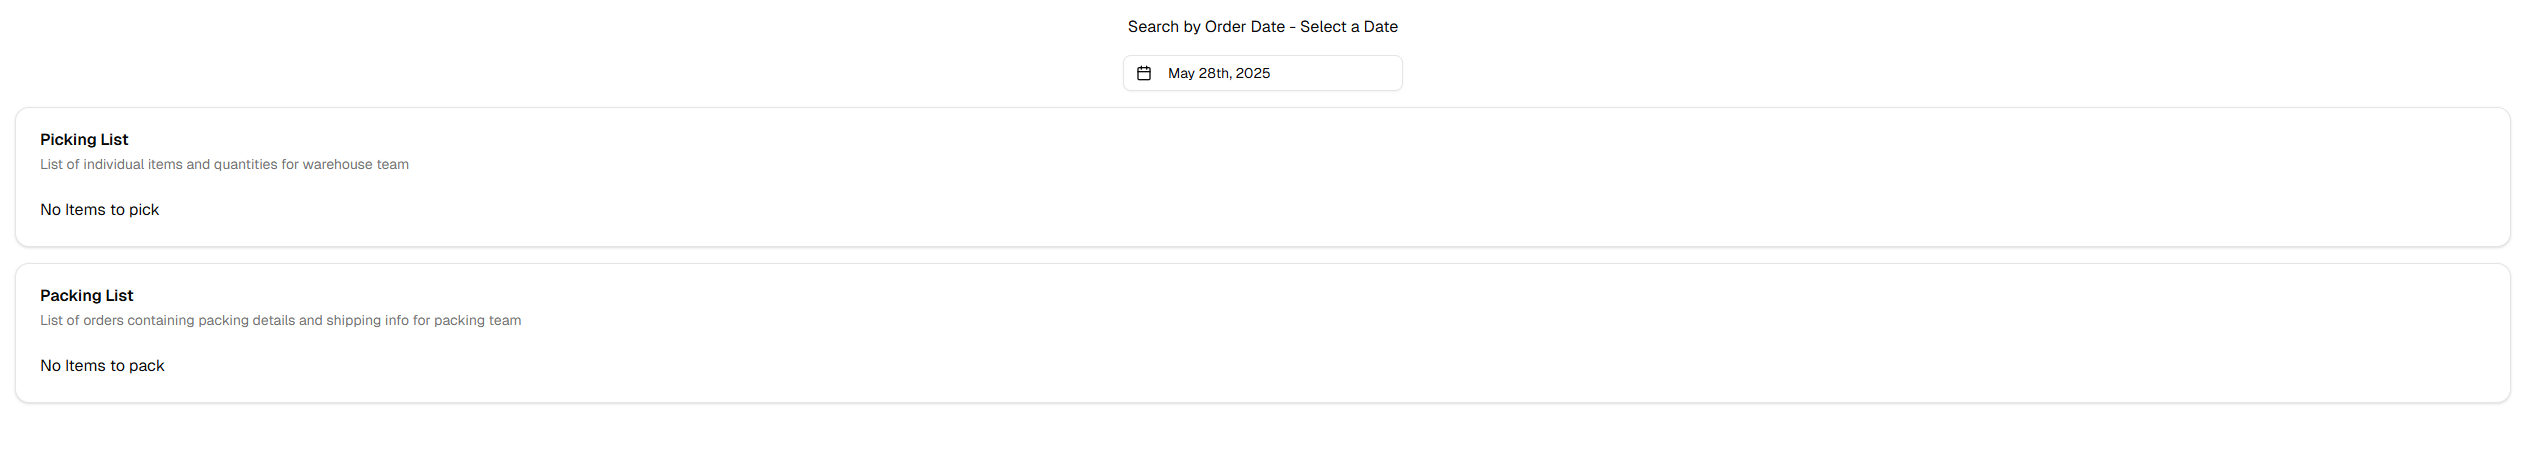 Search by Order Date - Select a Date
May 28th, 2025
Picking List
List of individual items and quantities for warehouse team
No Items to pick
Packing List
List of orders containing packing details and shipping info for packing team
No Items to pack